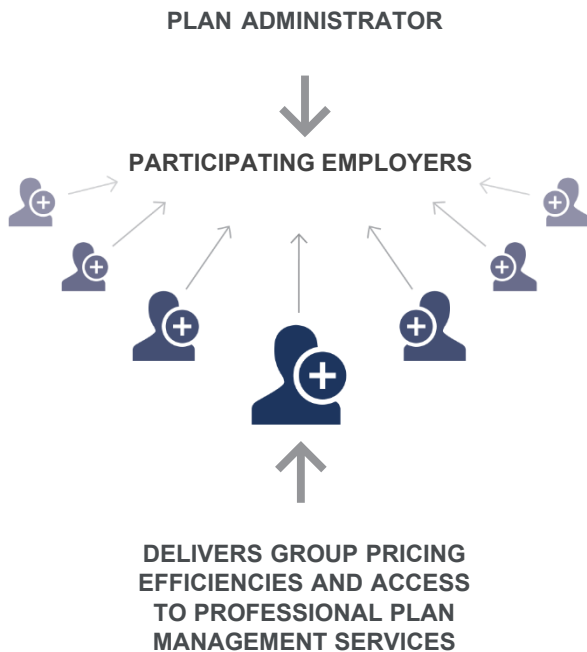 PLAN ADMINISTRATOR
PARTICIPATING EMPLOYERS
DELIVERS GROUP PRICING
EFFICIENCIES AND ACCESS
TO PROFESSIONAL PLAN
MANAGEMENT SERVICES